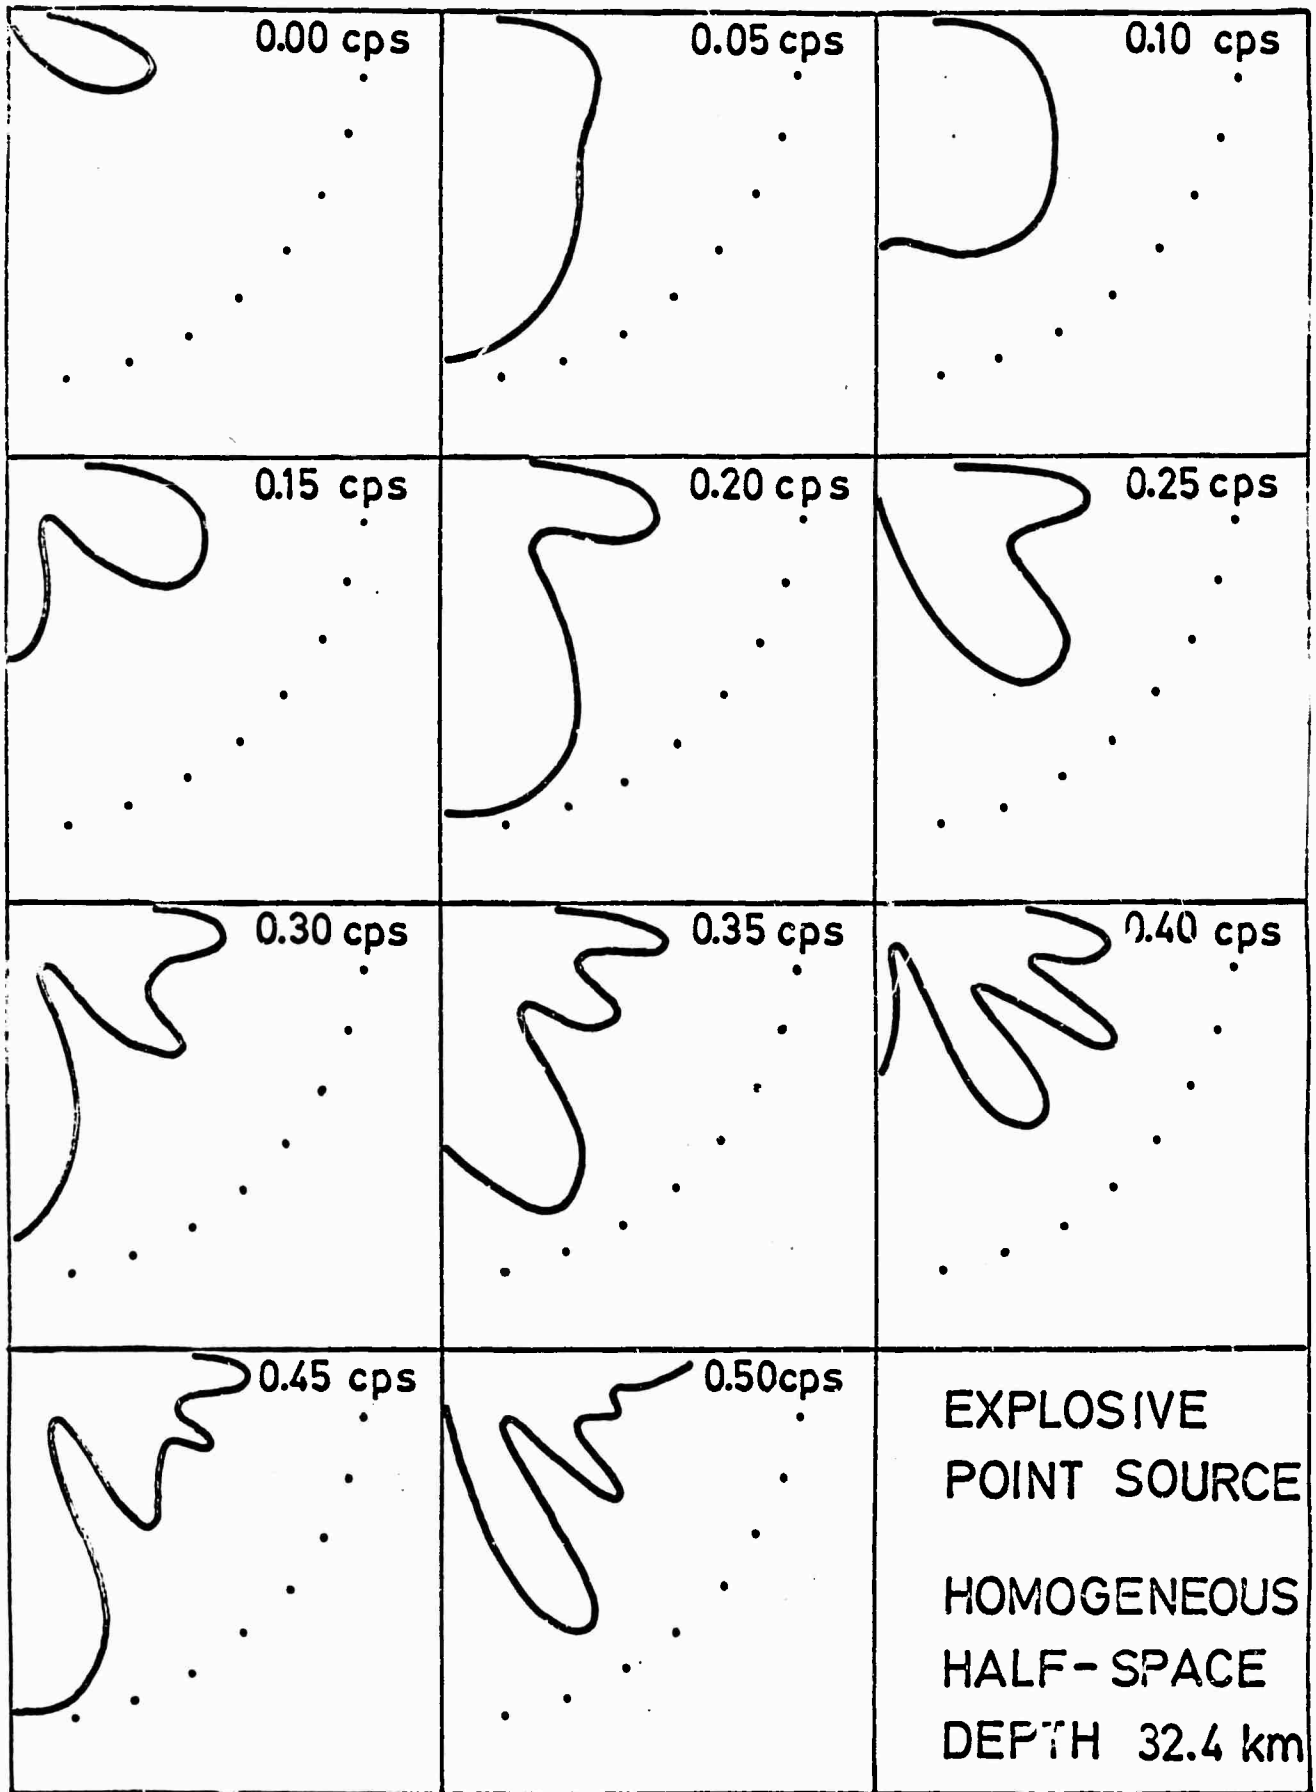 0.00 cps
0.05 cps
0.10 cps
0.15 cps
0.20 cps
0.25 cps
0.30 cps
0.35 cps
0.40 cps
0.45 cps
0.50cps
EXPLOSIVE
POINT SOURCE
HOMOGENEOUS
HALF-SPACE
DEPTH 32.4 km